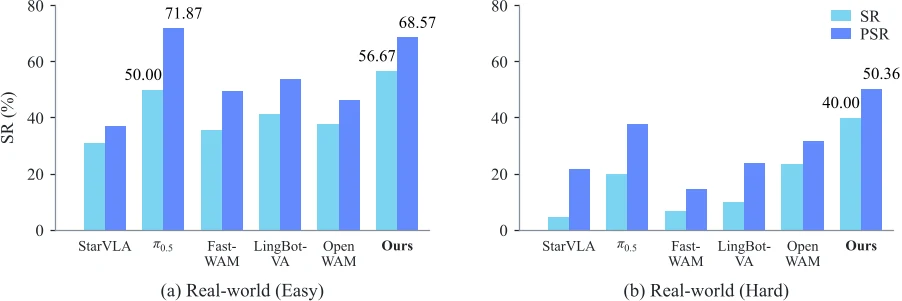 80
60
40
20
0
SR (%)
50.00
71.87
56.67
68.57
StarVLA
π0.5
Fast-
WAM
LingBot-
VA
Open
WAM
Ours
(a) Real-world (Easy)
80
60
40
20
0
SR
PSR
40.00
50.36
StarVLA
π0.5
Fast-
WAM
LingBot-
VA
Open
WAM
Ours
(b) Real-world (Hard)